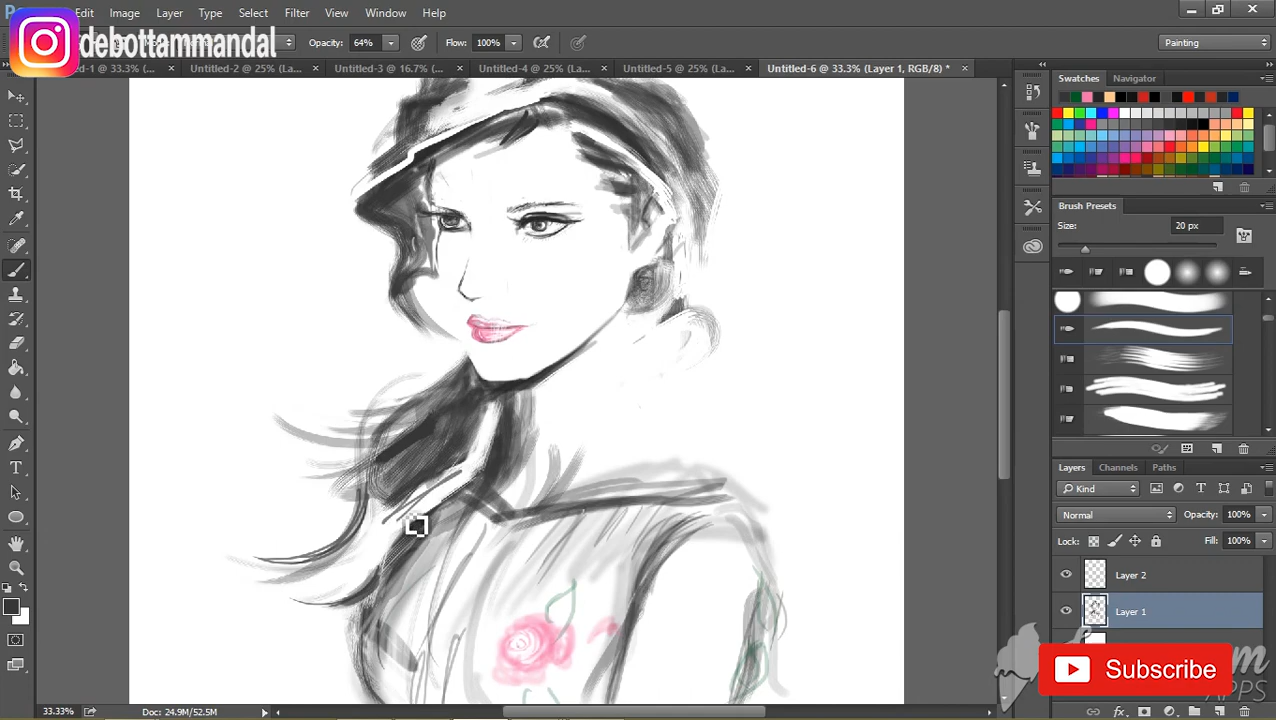 Edit Image Layer Type Select Filter View Window Help
debottammandal
Opacity: 64% Flow: 100% Painting
Untitled-2 @ 25% (La... Untitled-3 @ 16.7% (... Untitled-4 @ 25% (La... Untitled-5 @ 25% (La... Untitled-6 @ 33.3% (Layer 1, RGB/8) *
Swatches Navigator
Brush Presets
Size: 20 px
Layers Channels Paths
Kind
Normal Opacity: 100%
Lock: Fill: 100%
Layer 2
Layer 1
Subscribe
APPS
33.33% Doc: 24.9M/52.5M